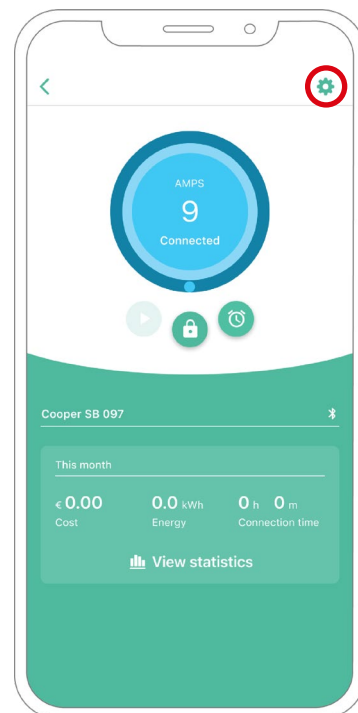 AMPS
9
Connected
Cooper SB 097
This month
€ 0.00 0.0 kWh 0 h 0 m
Cost Energy Connection time
View statistics